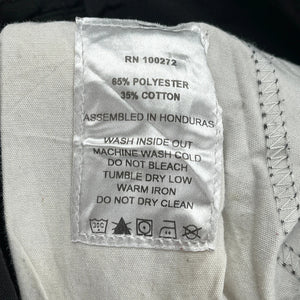 RN 100272
65% POLYESTER
35% COTTON
ASSEMBLED IN HONDURAS
WASH INSIDE OUT
MACHINE WASH COLD
DO NOT BLEACH
TUMBLE DRY LOW
WARM IRON
DO NOT DRY CLEAN